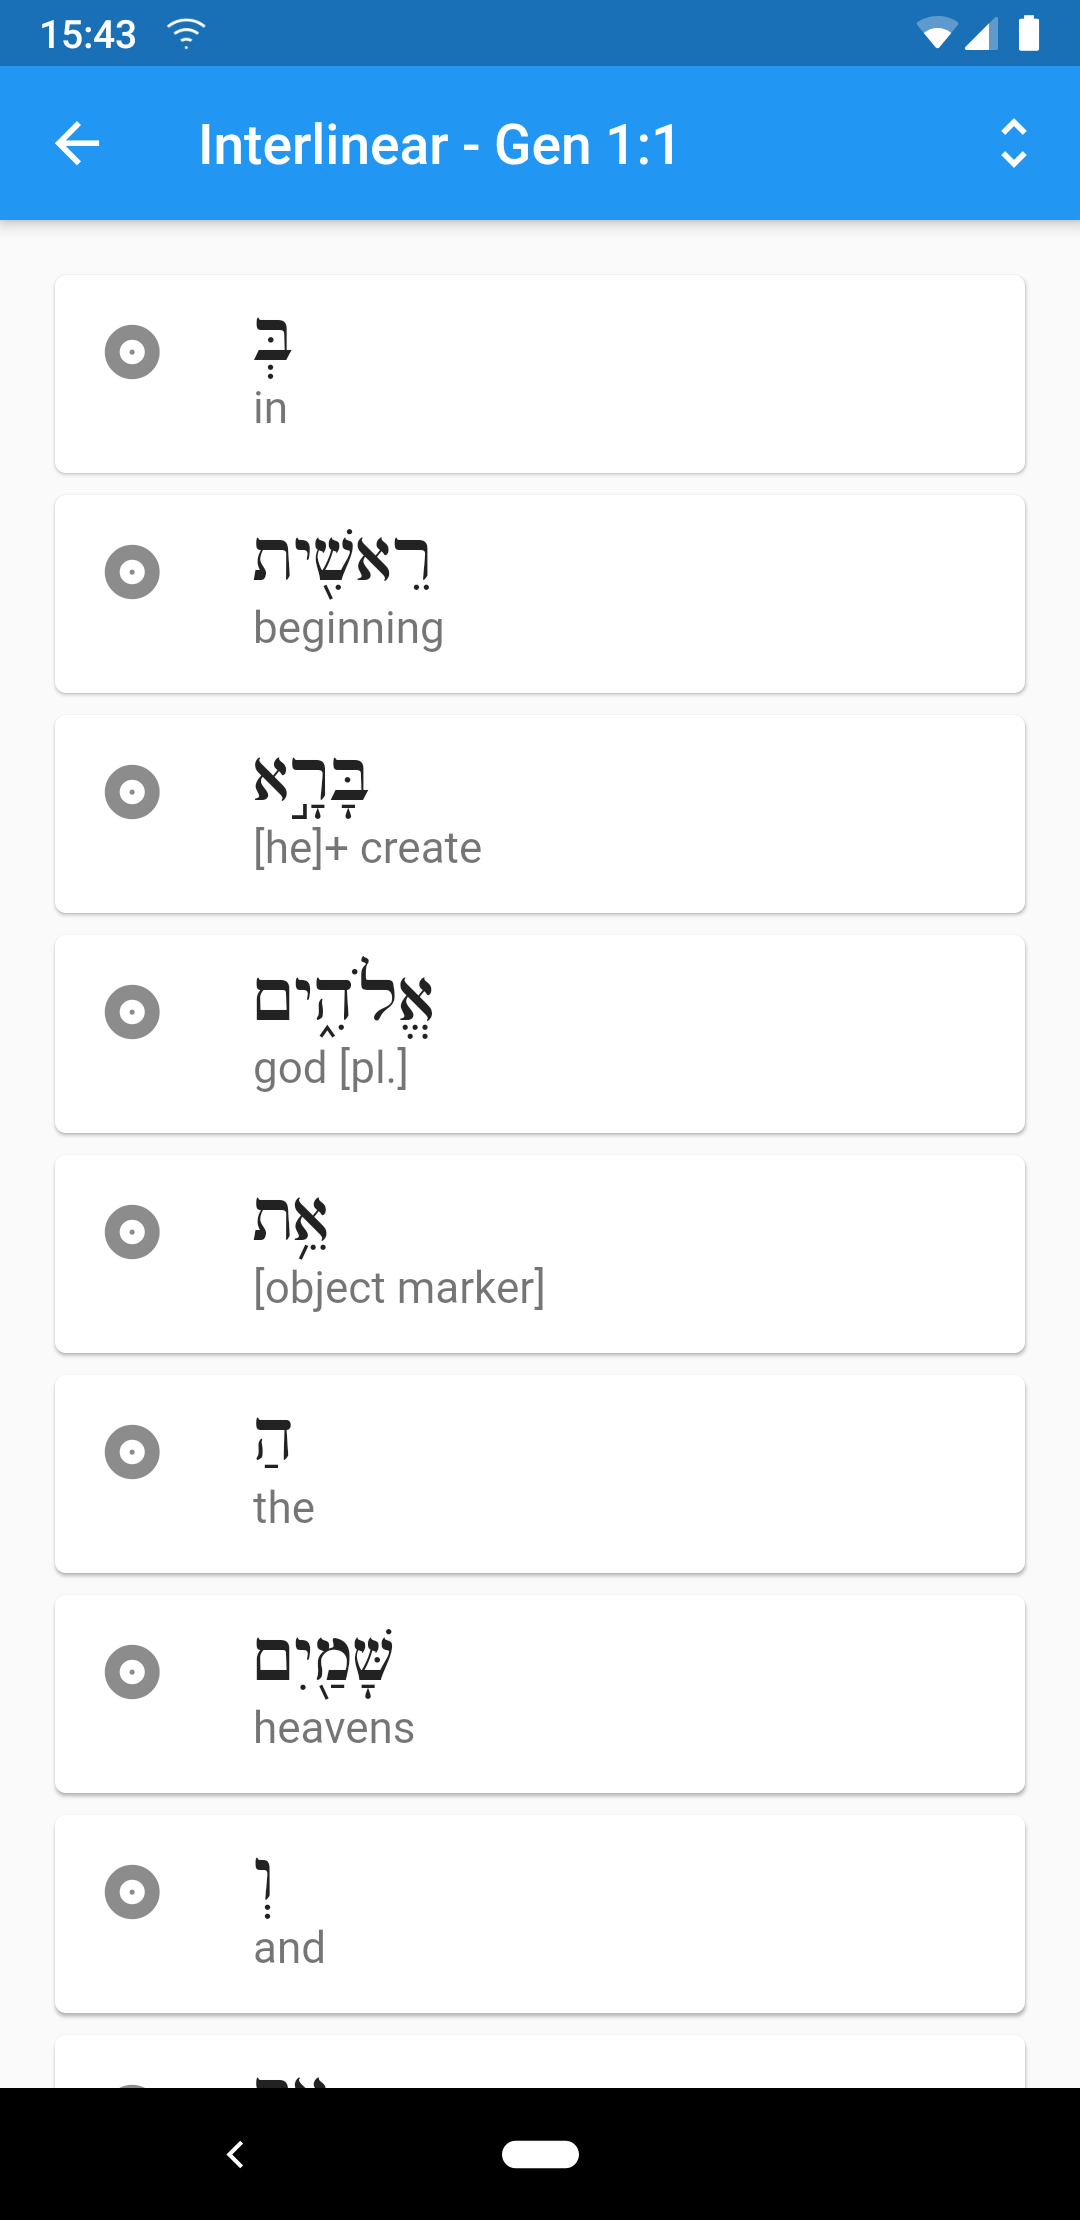 15:43
Interlinear - Gen 1:1
בְּ
in
רֵאשִׁ֖ית
beginning
בָּרָ֣א
[he]+ create
אֱלֹהִ֑ים
god [pl.]
אֵ֥ת
[object marker]
הַ
the
שָּׁמַ֖יִם
heavens
וְ
and